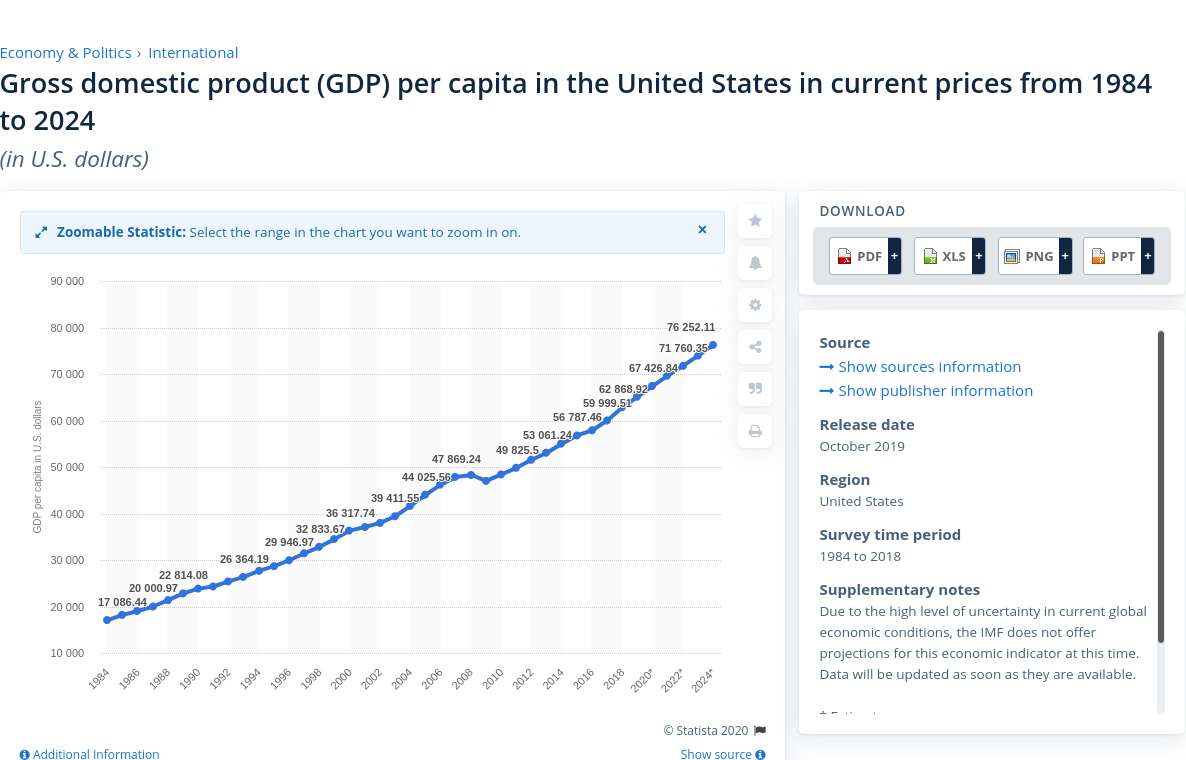 Economy & Politics › International
Gross domestic product (GDP) per capita in the United States in current prices from 1984
to 2024
(in U.S. dollars)
Zoomable Statistic: Select the range in the chart you want to zoom in on. ×
90 000
80 000
70 000
60 000
50 000
40 000
30 000
20 000
10 000
GDP per capita in U.S. dollars
17 086.44
20 000.97
22 814.08
26 364.19
29 946.97
32 833.67
36 317.74
39 411.55
44 025.56
47 869.24
49 825.5
53 061.24
56 787.46
59 999.51
62 868.92
67 426.84
71 760.35
76 252.11
1984 1986 1988 1990 1992 1994 1996 1998 2000 2002 2004 2006 2008 2010 2012 2014 2016 2018 2020* 2022* 2024*
© Statista 2020
Additional Information
Show source
DOWNLOAD
PDF + XLS + PNG + PPT +
Source
Show sources information
Show publisher information
Release date
October 2019
Region
United States
Survey time period
1984 to 2018
Supplementary notes
Due to the high level of uncertainty in current global
economic conditions, the IMF does not offer
projections for this economic indicator at this time.
Data will be updated as soon as they are available.